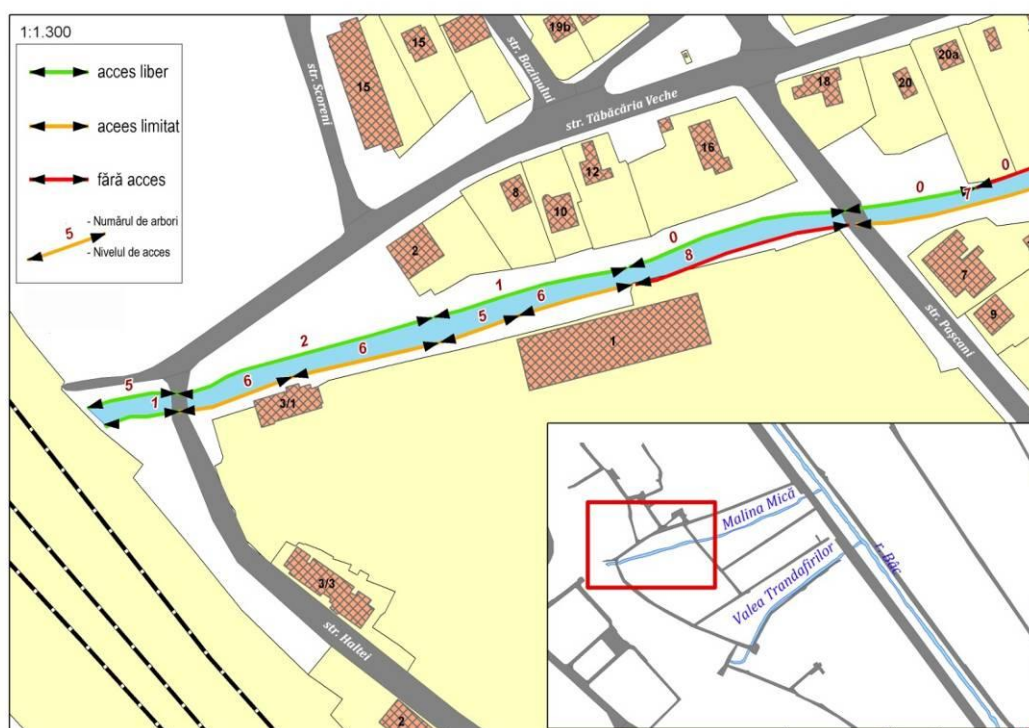 1:1.300
acces liber
acees limitat
fără acces
5
- Numărul de arbori
- Nivelul de acces
str. Scoreni
15
15
str. Bazinului
19b
str. Tăbăcăria Veche
18
20
20a
2
8
10
12
16
0
0
7
0
8
1
6
5
2
6
6
5
1
3/1
1
7
9
str. Pașcani
3/3
str. Haltei
2
Malina Mică
Valea Trandafirilor
r. Bâc